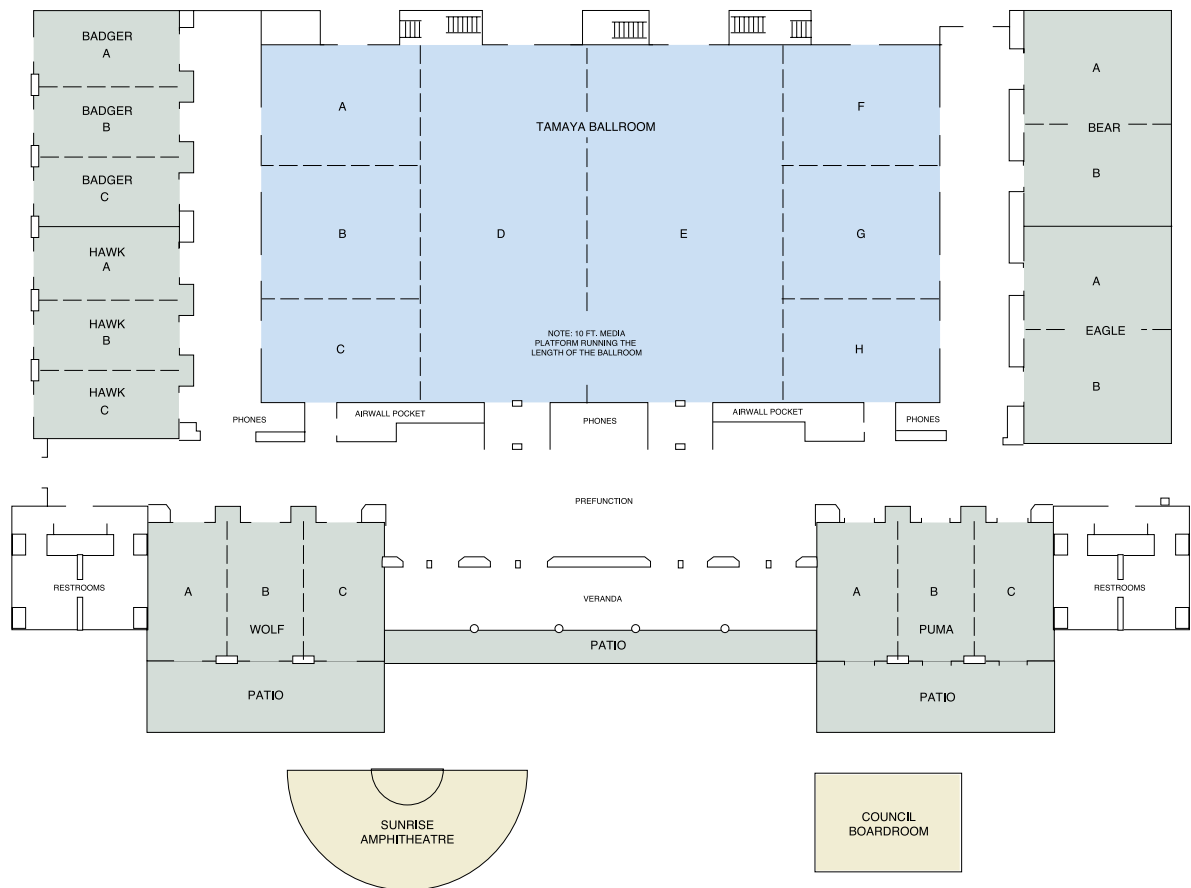 BADGER
A
BADGER
B
BADGER
C
HAWK
A
HAWK
B
HAWK
C
A
B
C
TAMAYA BALLROOM
D
E
NOTE: 10 FT. MEDIA
PLATFORM RUNNING THE
LENGTH OF THE BALLROOM
F
G
H
A
BEAR
B
A
EAGLE
B
PHONES
AIRWALL POCKET
PHONES
AIRWALL POCKET
PHONES
PREFUNCTION
RESTROOMS
A
B
C
WOLF
PATIO
VERANDA
PATIO
A
B
C
PUMA
PATIO
RESTROOMS
SUNRISE
AMPHITHEATRE
COUNCIL
BOARDROOM